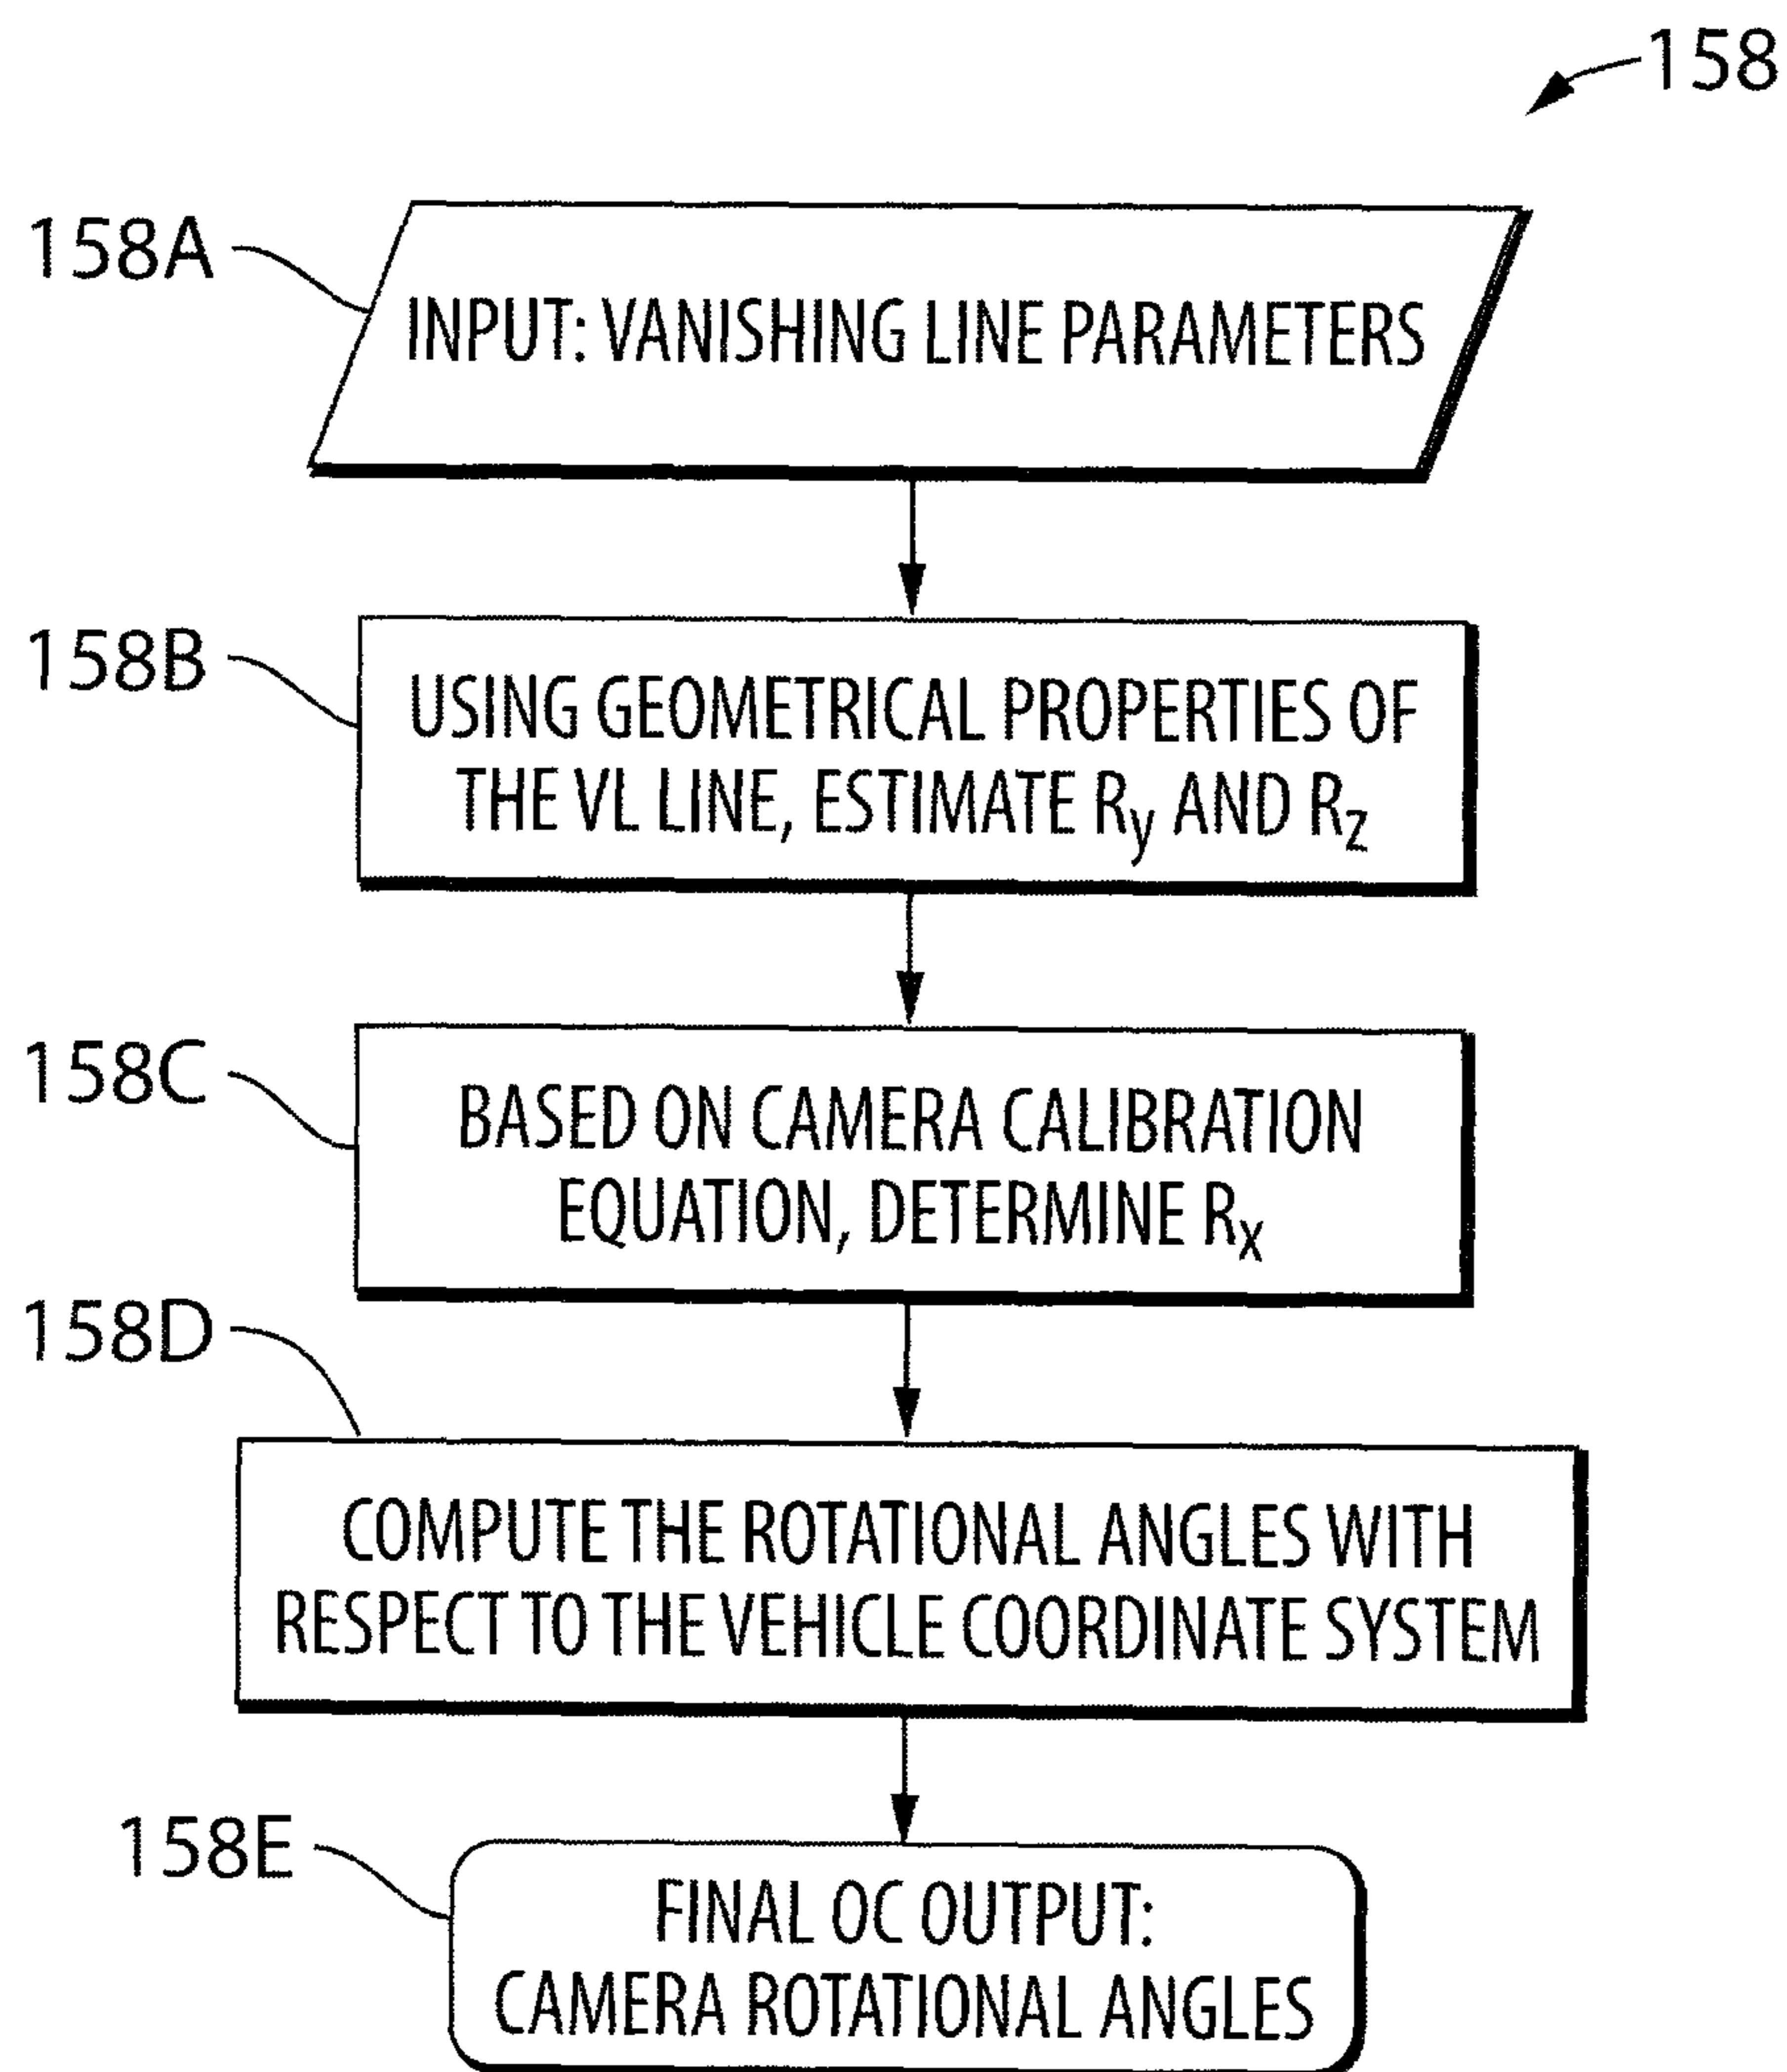 158
158A
INPUT: VANISHING LINE PARAMETERS
158B
USING GEOMETRICAL PROPERTIES OF
THE VL LINE, ESTIMATE Ry AND Rz
158C
BASED ON CAMERA CALIBRATION
EQUATION, DETERMINE Rx
158D
COMPUTE THE ROTATIONAL ANGLES WITH
RESPECT TO THE VEHICLE COORDINATE SYSTEM
158E
FINAL OC OUTPUT:
CAMERA ROTATIONAL ANGLES